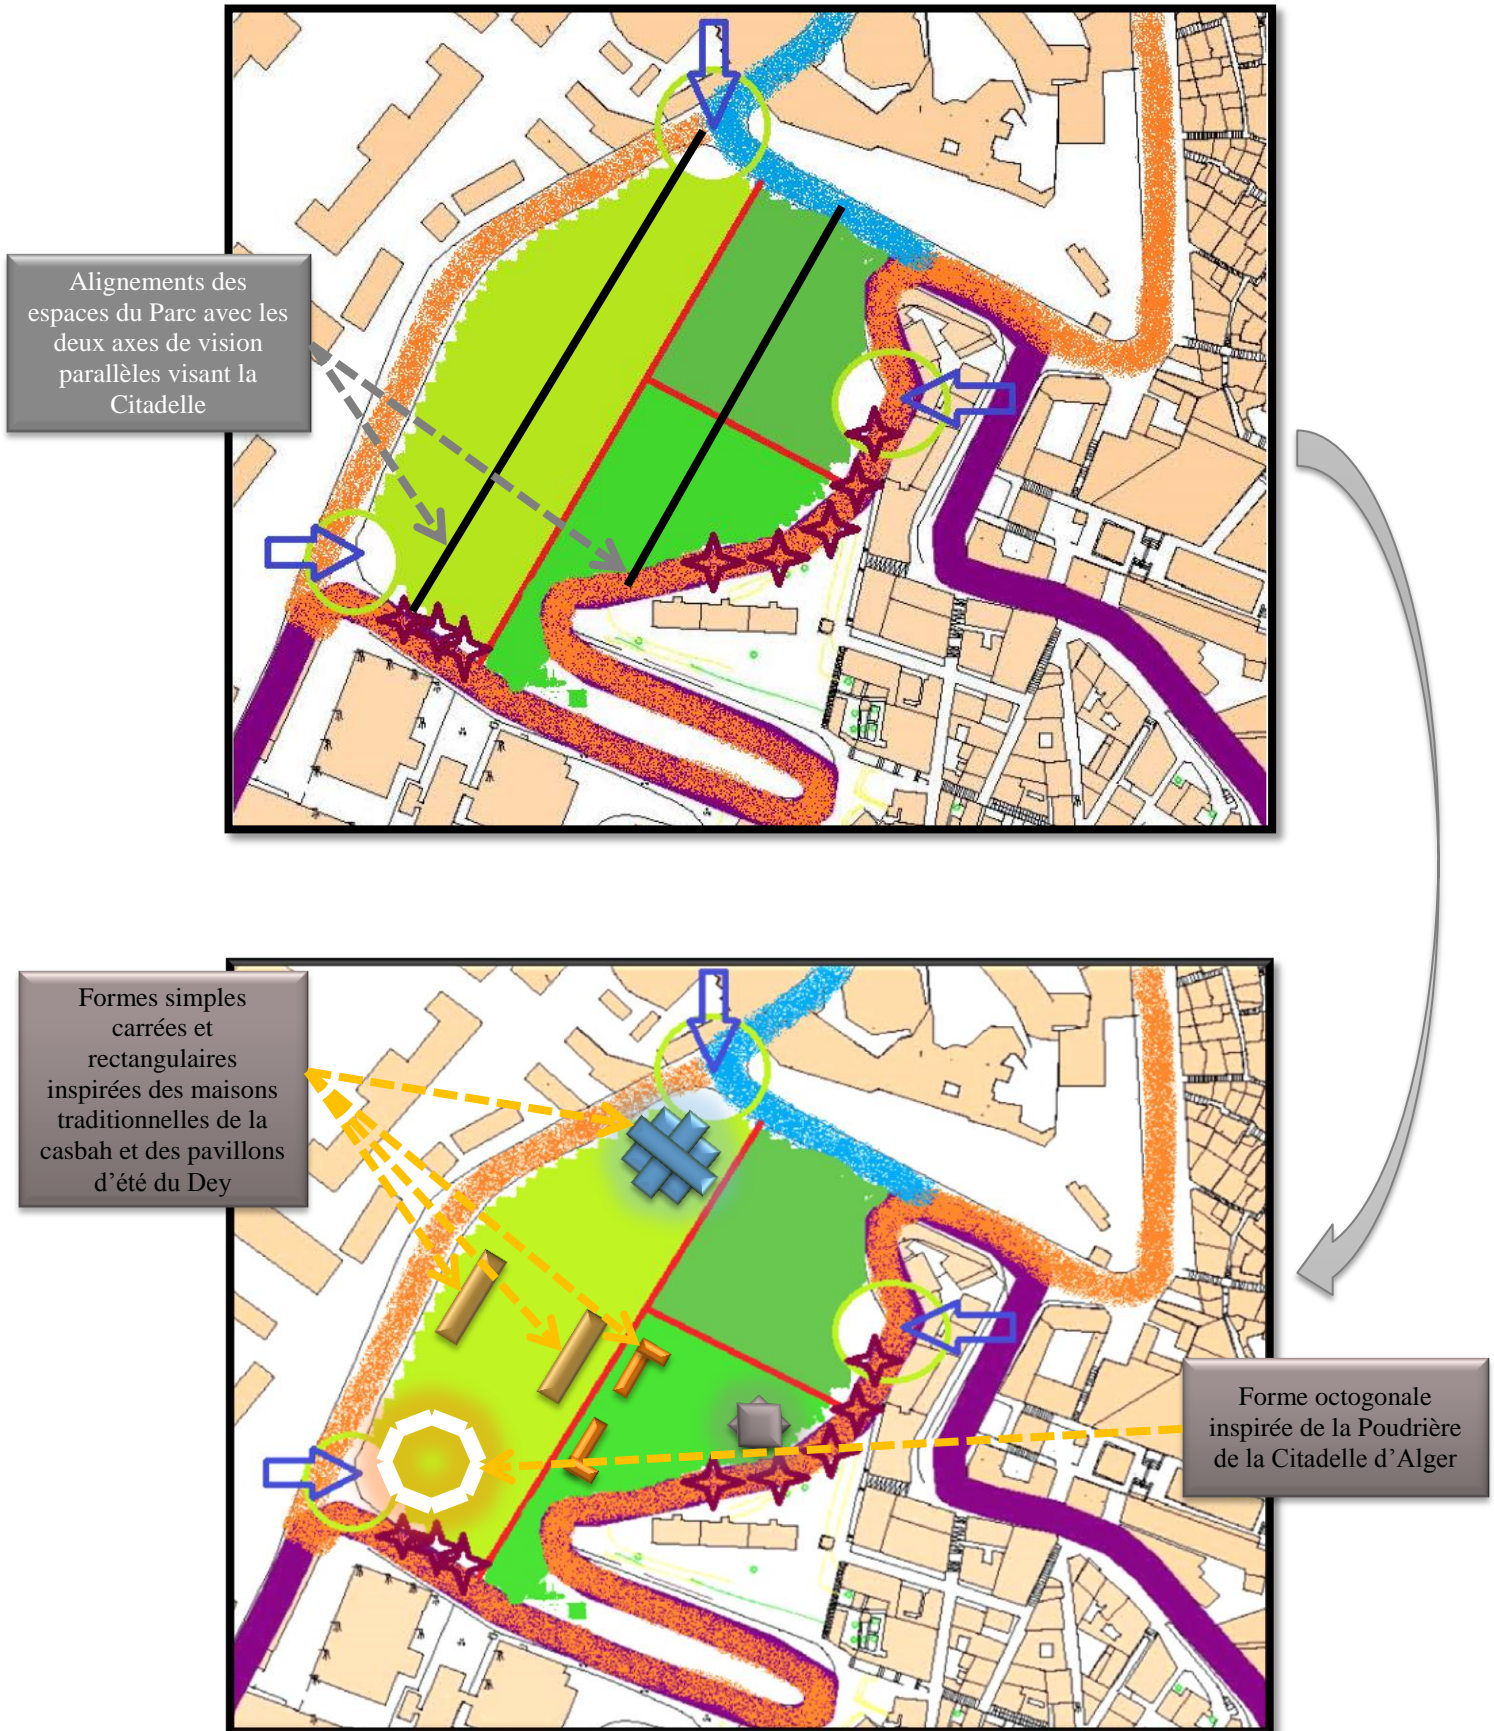 Alignements des
espaces du Parc avec les
deux axes de vision
parallèles visant la
Citadelle
Formes simples
carrées et
rectangulaires
inspirées des maisons
traditionnelles de la
casbah et des pavillons
d'été du Dey
Forme octogonale
inspirée de la Poudrière
de la Citadelle d'Alger